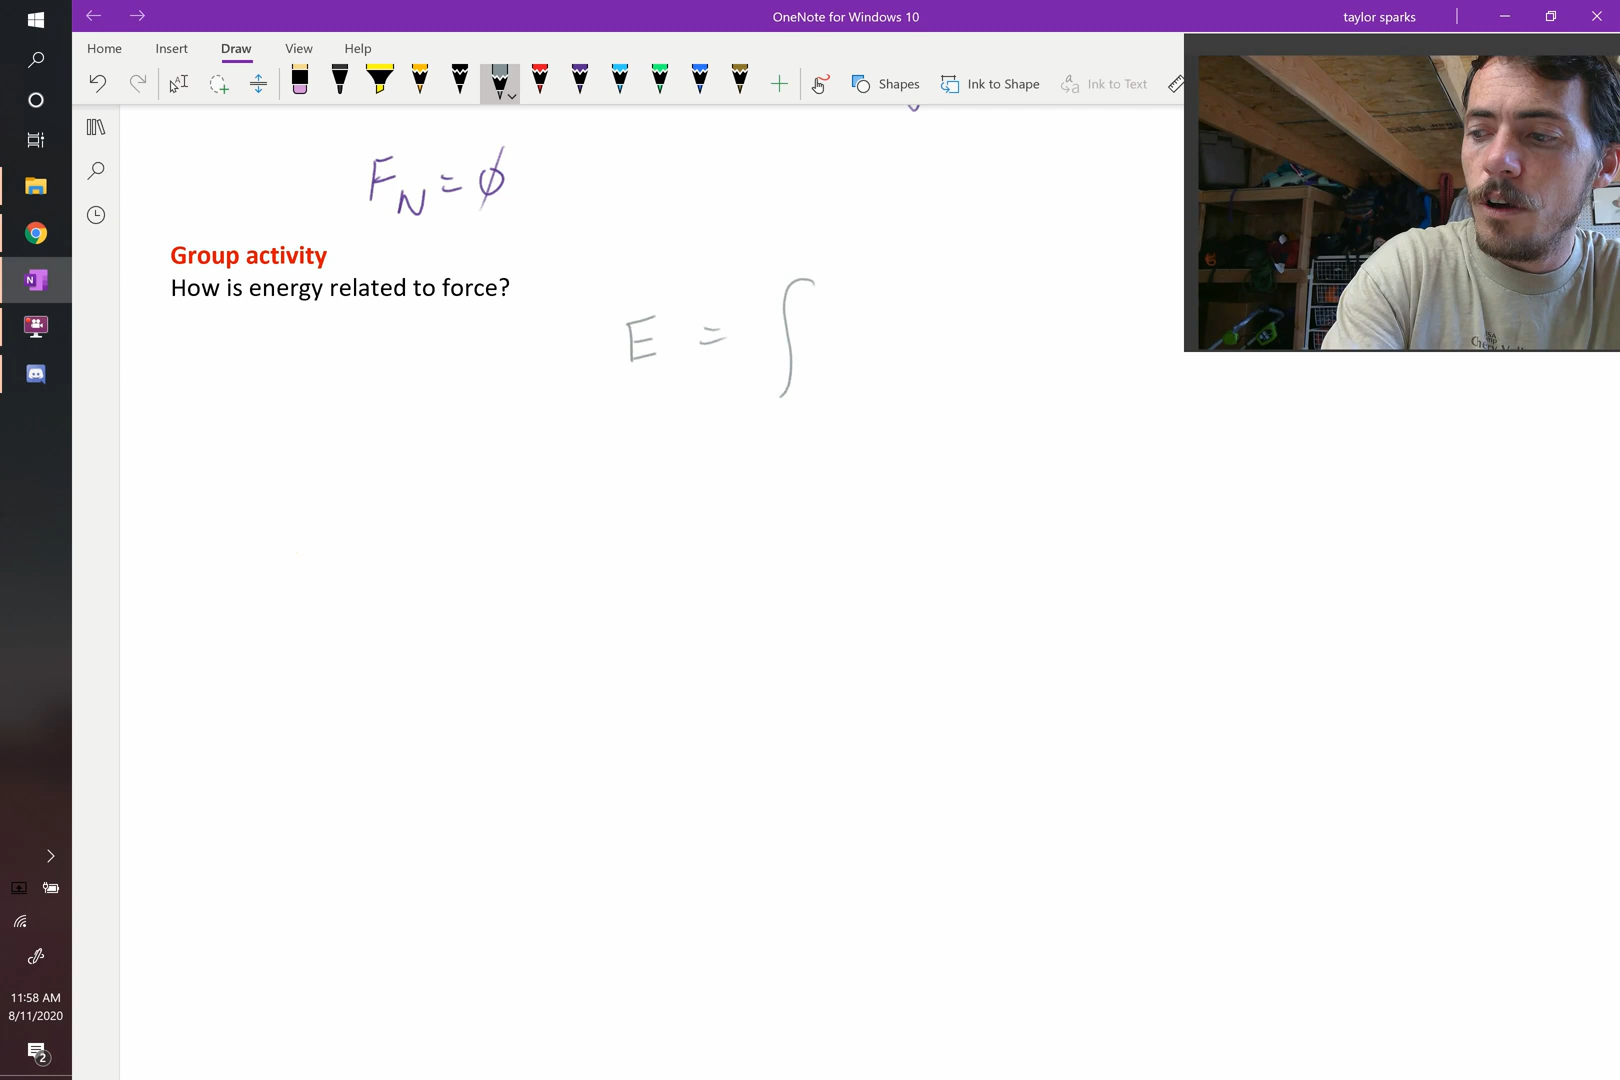 OneNote for Windows 10
taylor sparks
Home Insert Draw View Help
Shapes Ink to Shape Ink to Text
F_N = ϕ
Group activity
How is energy related to force?
E = ∫
11:58 AM
8/11/2020
2